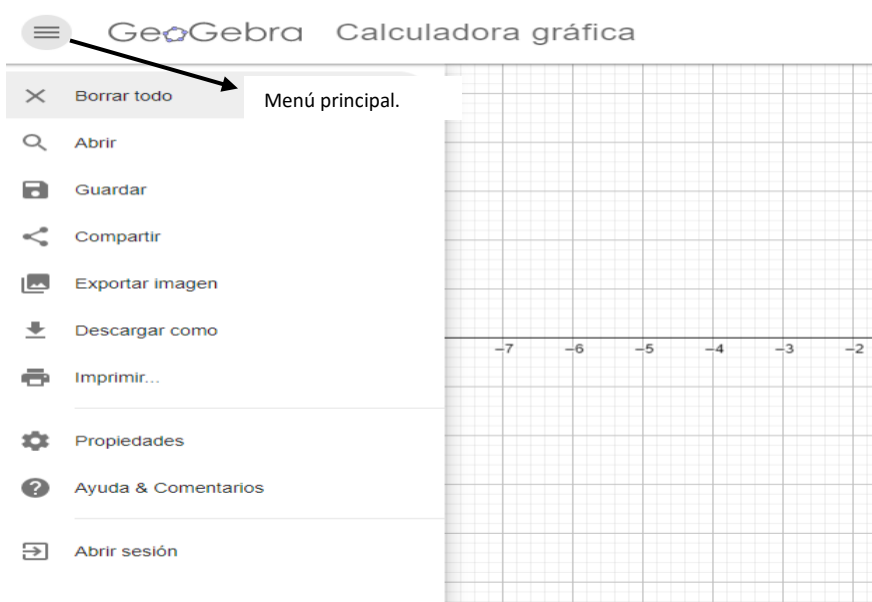 GeoGebra Calculadora gráfica
Borrar todo
Menú principal.
Abrir
Guardar
Compartir
Exportar imagen
Descargar como
Imprimir...
Propiedades
Ayuda & Comentarios
Abrir sesión
–7 –6 –5 –4 –3 –2